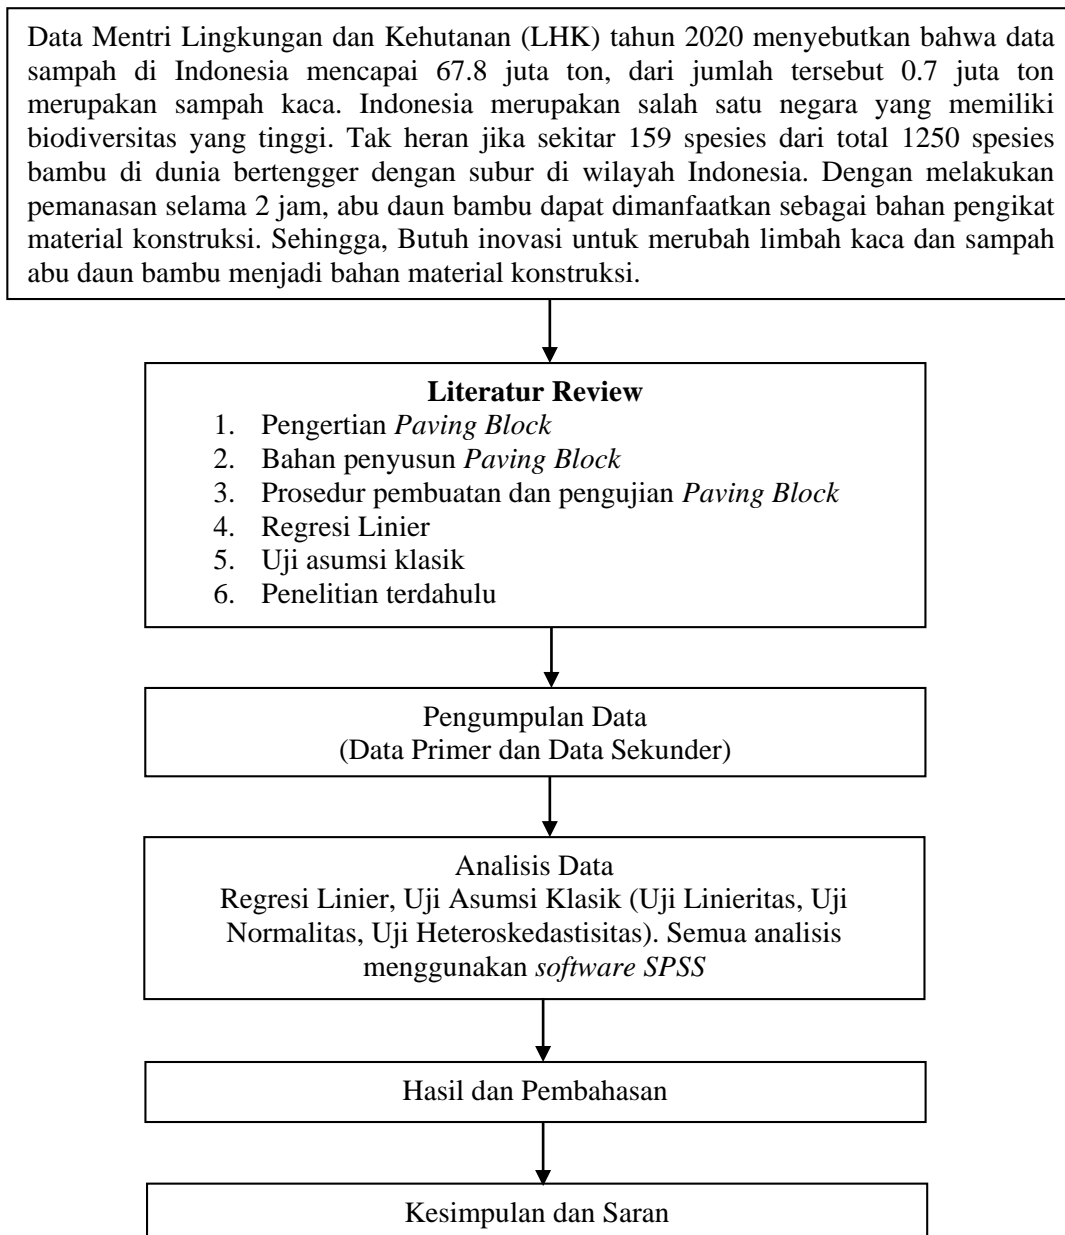 Data Mentri Lingkungan dan Kehutanan (LHK) tahun 2020 menyebutkan bahwa data
sampah di Indonesia mencapai 67.8 juta ton, dari jumlah tersebut 0.7 juta ton
merupakan sampah kaca. Indonesia merupakan salah satu negara yang memiliki
biodiversitas yang tinggi. Tak heran jika sekitar 159 spesies dari total 1250 spesies
bambu di dunia bertengger dengan subur di wilayah Indonesia. Dengan melakukan
pemanasan selama 2 jam, abu daun bambu dapat dimanfaatkan sebagai bahan pengikat
material konstruksi. Sehingga, Butuh inovasi untuk merubah limbah kaca dan sampah
abu daun bambu menjadi bahan material konstruksi.
Literatur Review
1. Pengertian Paving Block
2. Bahan penyusun Paving Block
3. Prosedur pembuatan dan pengujian Paving Block
4. Regresi Linier
5. Uji asumsi klasik
6. Penelitian terdahulu
Pengumpulan Data
(Data Primer dan Data Sekunder)
Analisis Data
Regresi Linier, Uji Asumsi Klasik (Uji Linieritas, Uji
Normalitas, Uji Heteroskedastisitas). Semua analisis
menggunakan software SPSS
Hasil dan Pembahasan
Kesimpulan dan Saran